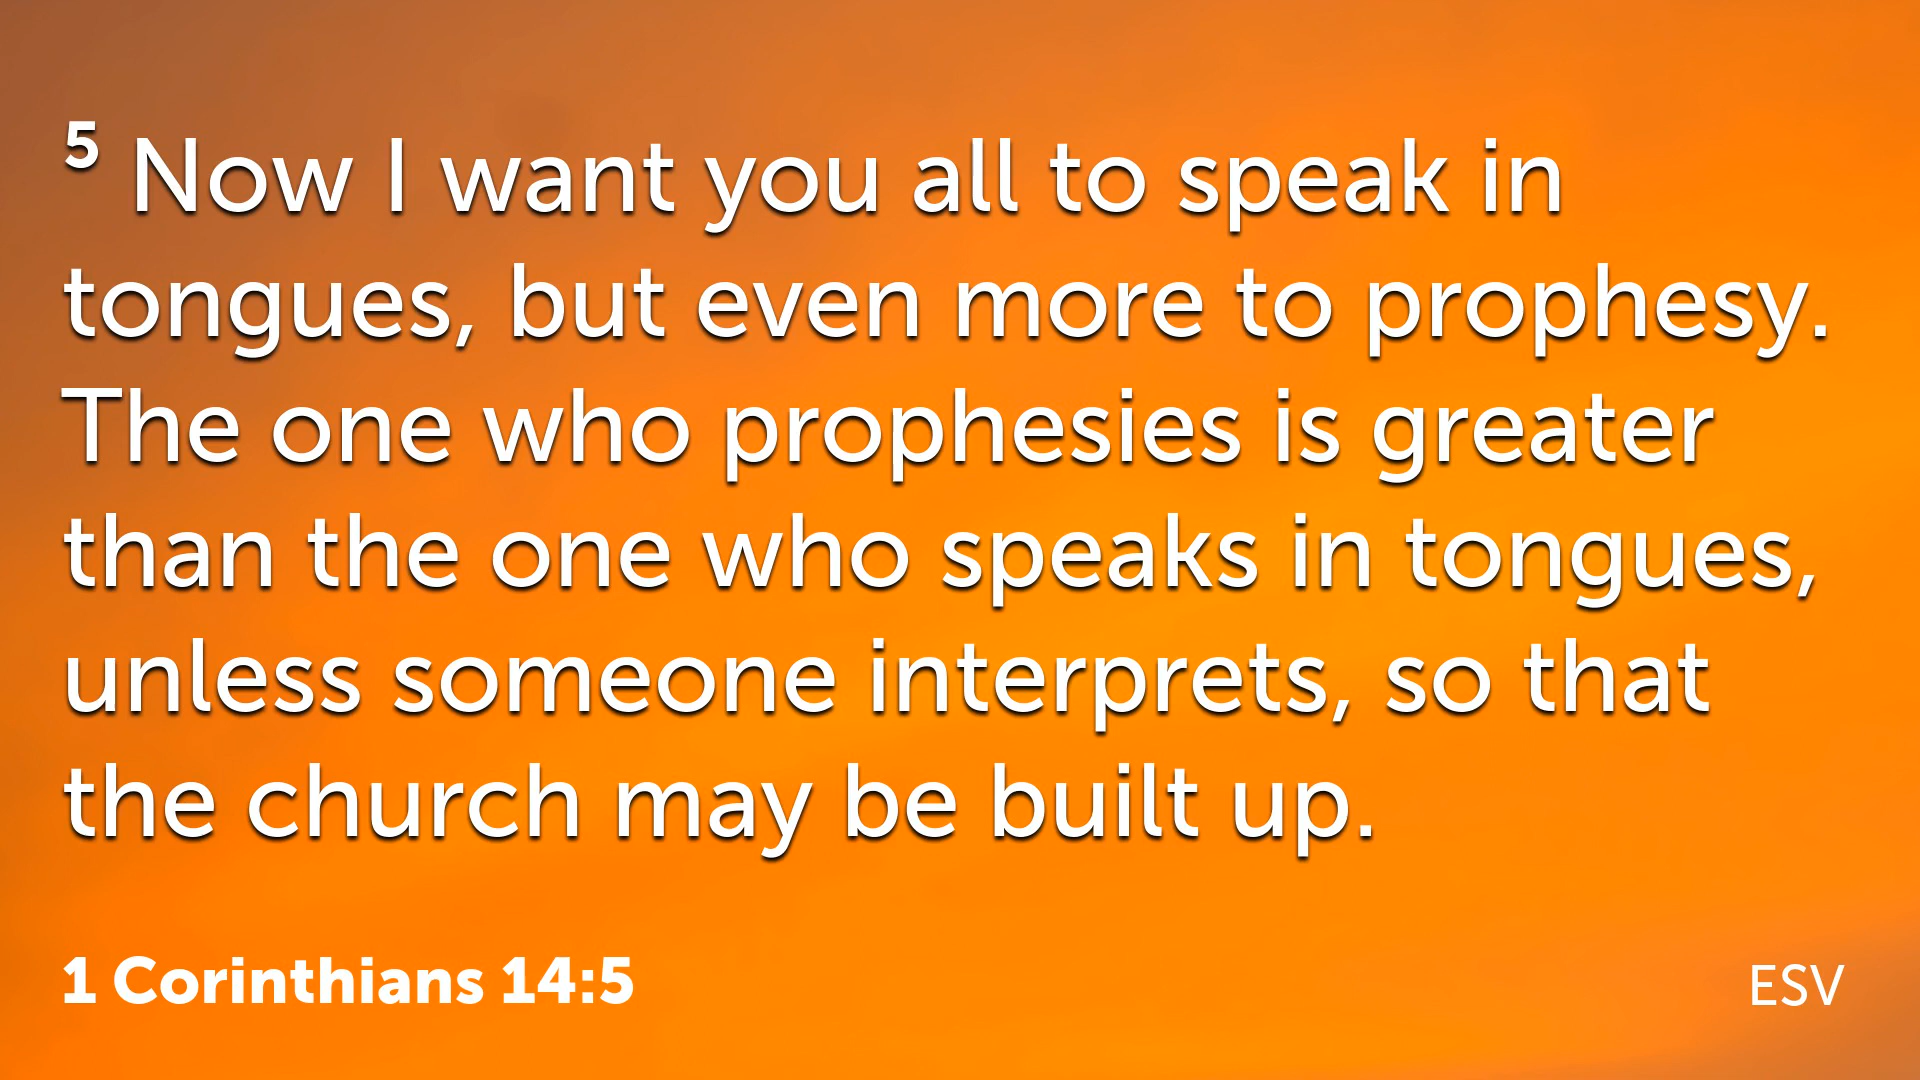 5 Now I want you all to speak in
tongues, but even more to prophesy.
The one who prophesies is greater
than the one who speaks in tongues,
unless someone interprets, so that
the church may be built up.
1 Corinthians 14:5
ESV